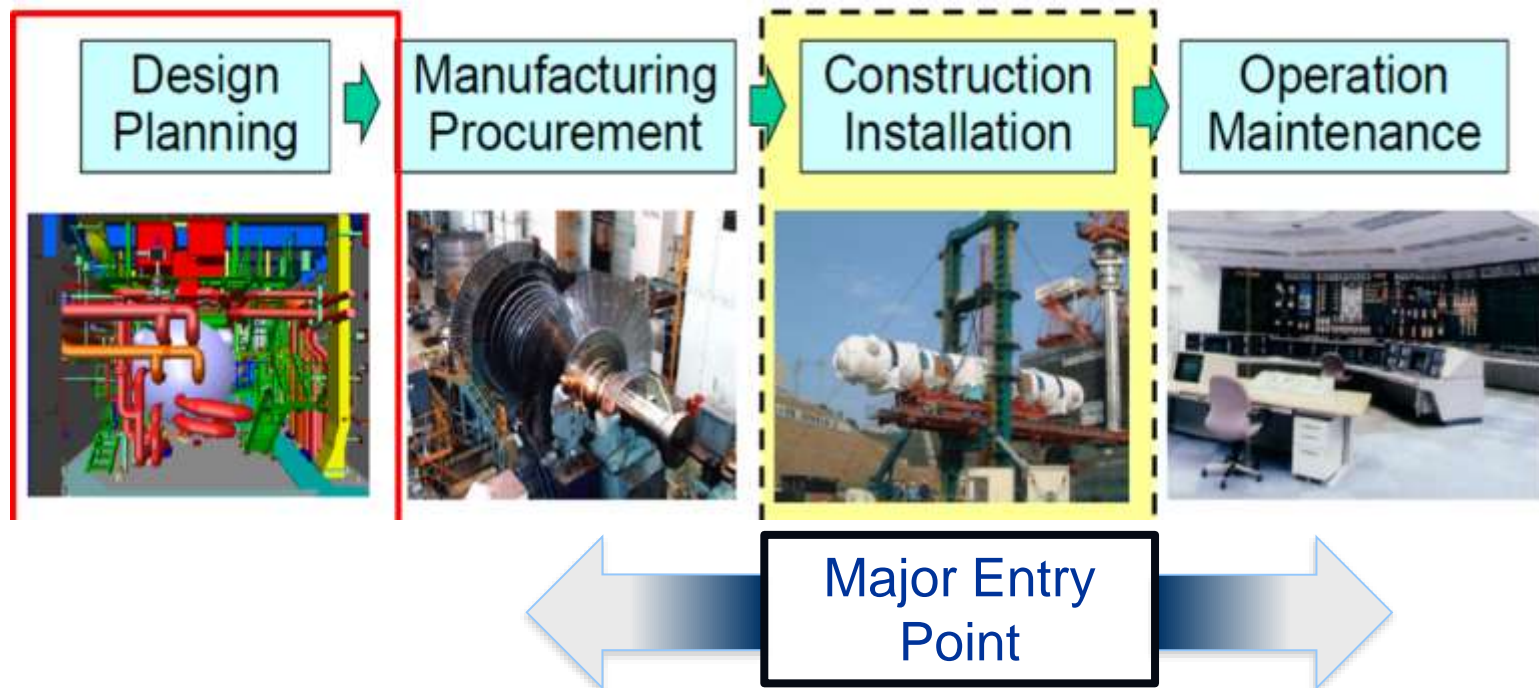 Design
Planning
Manufacturing
Procurement
Construction
Installation
Operation
Maintenance
Major Entry
Point